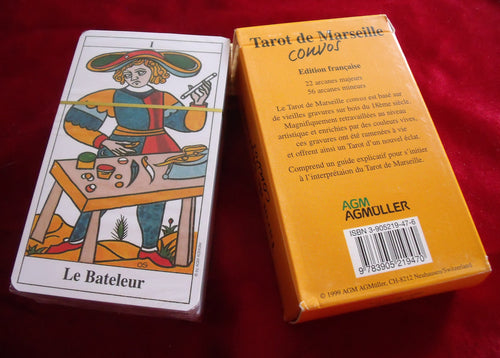 I
OS
Le Bateleur
Tarot de Marseille
convos
Edition française
22 arcanes majeurs
56 arcanes mineurs
Le Tarot de Marseille convos est basé sur
de vieilles gravures sur bois du 18ème siècle.
Magnifiquement retravaillées au niveau
artistique et enrichies par des couleurs vives,
ces gravures ont été ramenées à la vie
et offrent ainsi un Tarot d'un nouvel éclat.
Comprend un guide explicatif pour s'initier
à l'interprétaion du Tarot de Marseille.
AGM
AGMÜLLER
ISBN 3-905219-47-6
9 783905 219470
© 1999 AGM AGMüller, CH-8212 Neuhausen/Switzerland